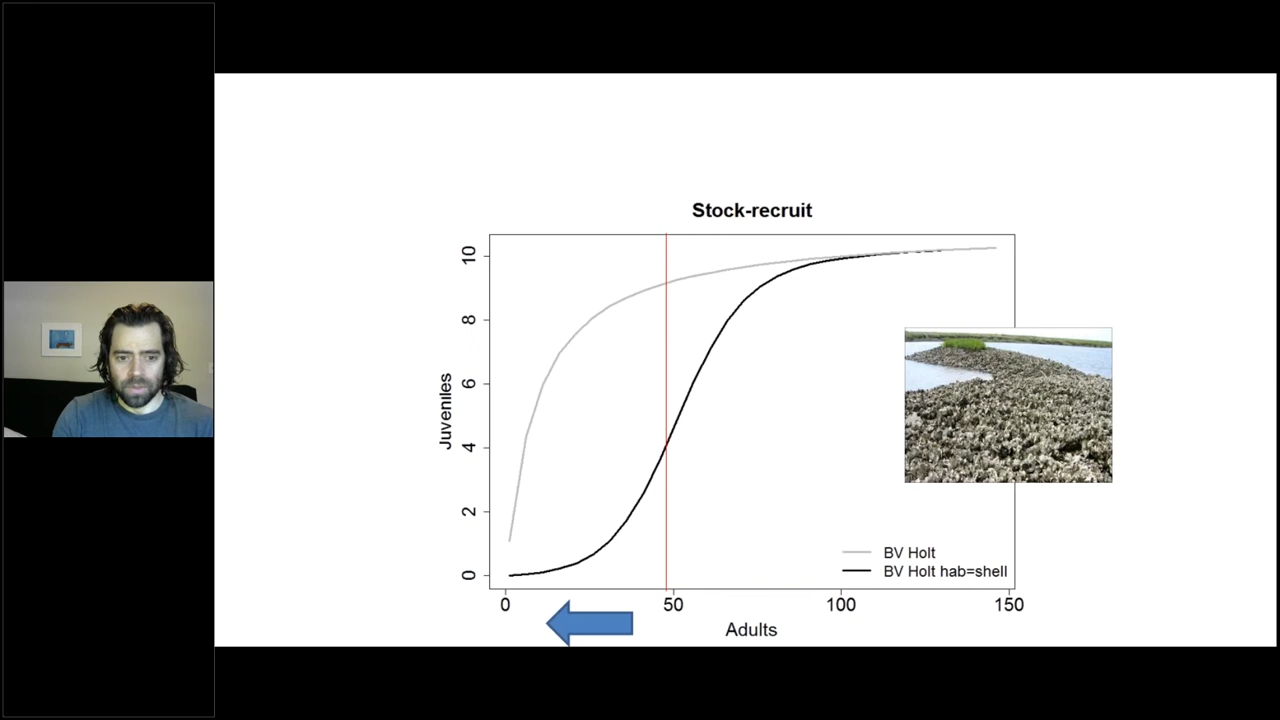 Stock-recruit
Juveniles
10
8
6
4
2
0
0 50 100 150
Adults
BV Holt
BV Holt hab=shell